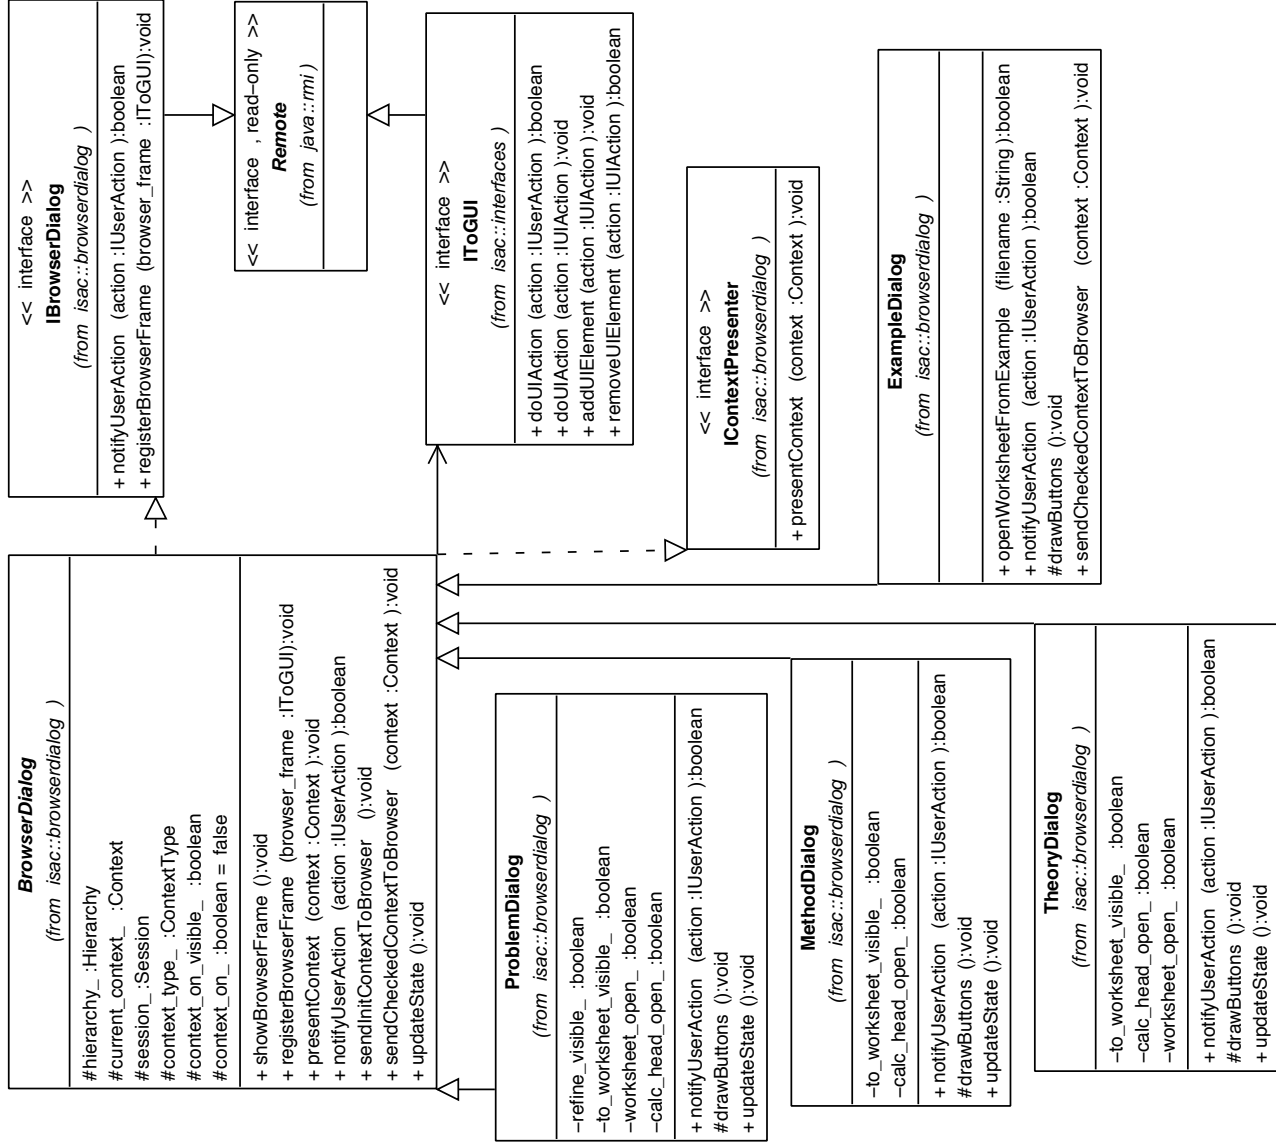 << interface >>
IBrowserDialog
(from isac::browserdialog )
+ notifyUserAction (action :IUserAction ):boolean
+ registerBrowserFrame (browser_frame :IToGUI):void
<< interface , read-only >>
Remote
(from java::rmi )
<< interface >>
IToGUI
(from isac::interfaces )
+ doUIAction (action :IUserAction ):boolean
+ doUIAction (action :IUIAction ):void
+ addUIElement (action :IUIAction ):void
+ removeUIElement (action :IUIAction ):boolean
<< interface >>
IContextPresenter
(from isac::browserdialog )
+ presentContext (context :Context ):void
ExampleDialog
(from isac::browserdialog )
+ openWorksheetFromExample (filename :String ):boolean
+ notifyUserAction (action :IUserAction ):boolean
#drawButtons ():void
+ sendCheckedContextToBrowser (context :Context ):void
BrowserDialog
(from isac::browserdialog )
#hierarchy_ :Hierarchy
#current_context_ :Context
#session_ :Session
#context_type_ :ContextType
#context_on_visible_ :boolean
#context_on_ :boolean = false
+ showBrowserFrame ():void
+ registerBrowserFrame (browser_frame :IToGUI):void
+ presentContext (context :Context ):void
+ notifyUserAction (action :IUserAction ):boolean
+ sendInitContextToBrowser ():void
+ sendCheckedContextToBrowser (context :Context ):void
+ updateState ():void
ProblemDialog
(from isac::browserdialog )
-refine_visible_ :boolean
-to_worksheet_visible_ :boolean
-worksheet_open_ :boolean
-calc_head_open_ :boolean
+ notifyUserAction (action :IUserAction ):boolean
#drawButtons ():void
+ updateState ():void
MethodDialog
(from isac::browserdialog )
-to_worksheet_visible_ :boolean
-calc_head_open_ :boolean
+ notifyUserAction (action :IUserAction ):boolean
#drawButtons ():void
+ updateState ():void
TheoryDialog
(from isac::browserdialog )
-to_worksheet_visible_ :boolean
-calc_head_open_ :boolean
-worksheet_open_ :boolean
+ notifyUserAction (action :IUserAction ):boolean
#drawButtons ():void
+ updateState ():void